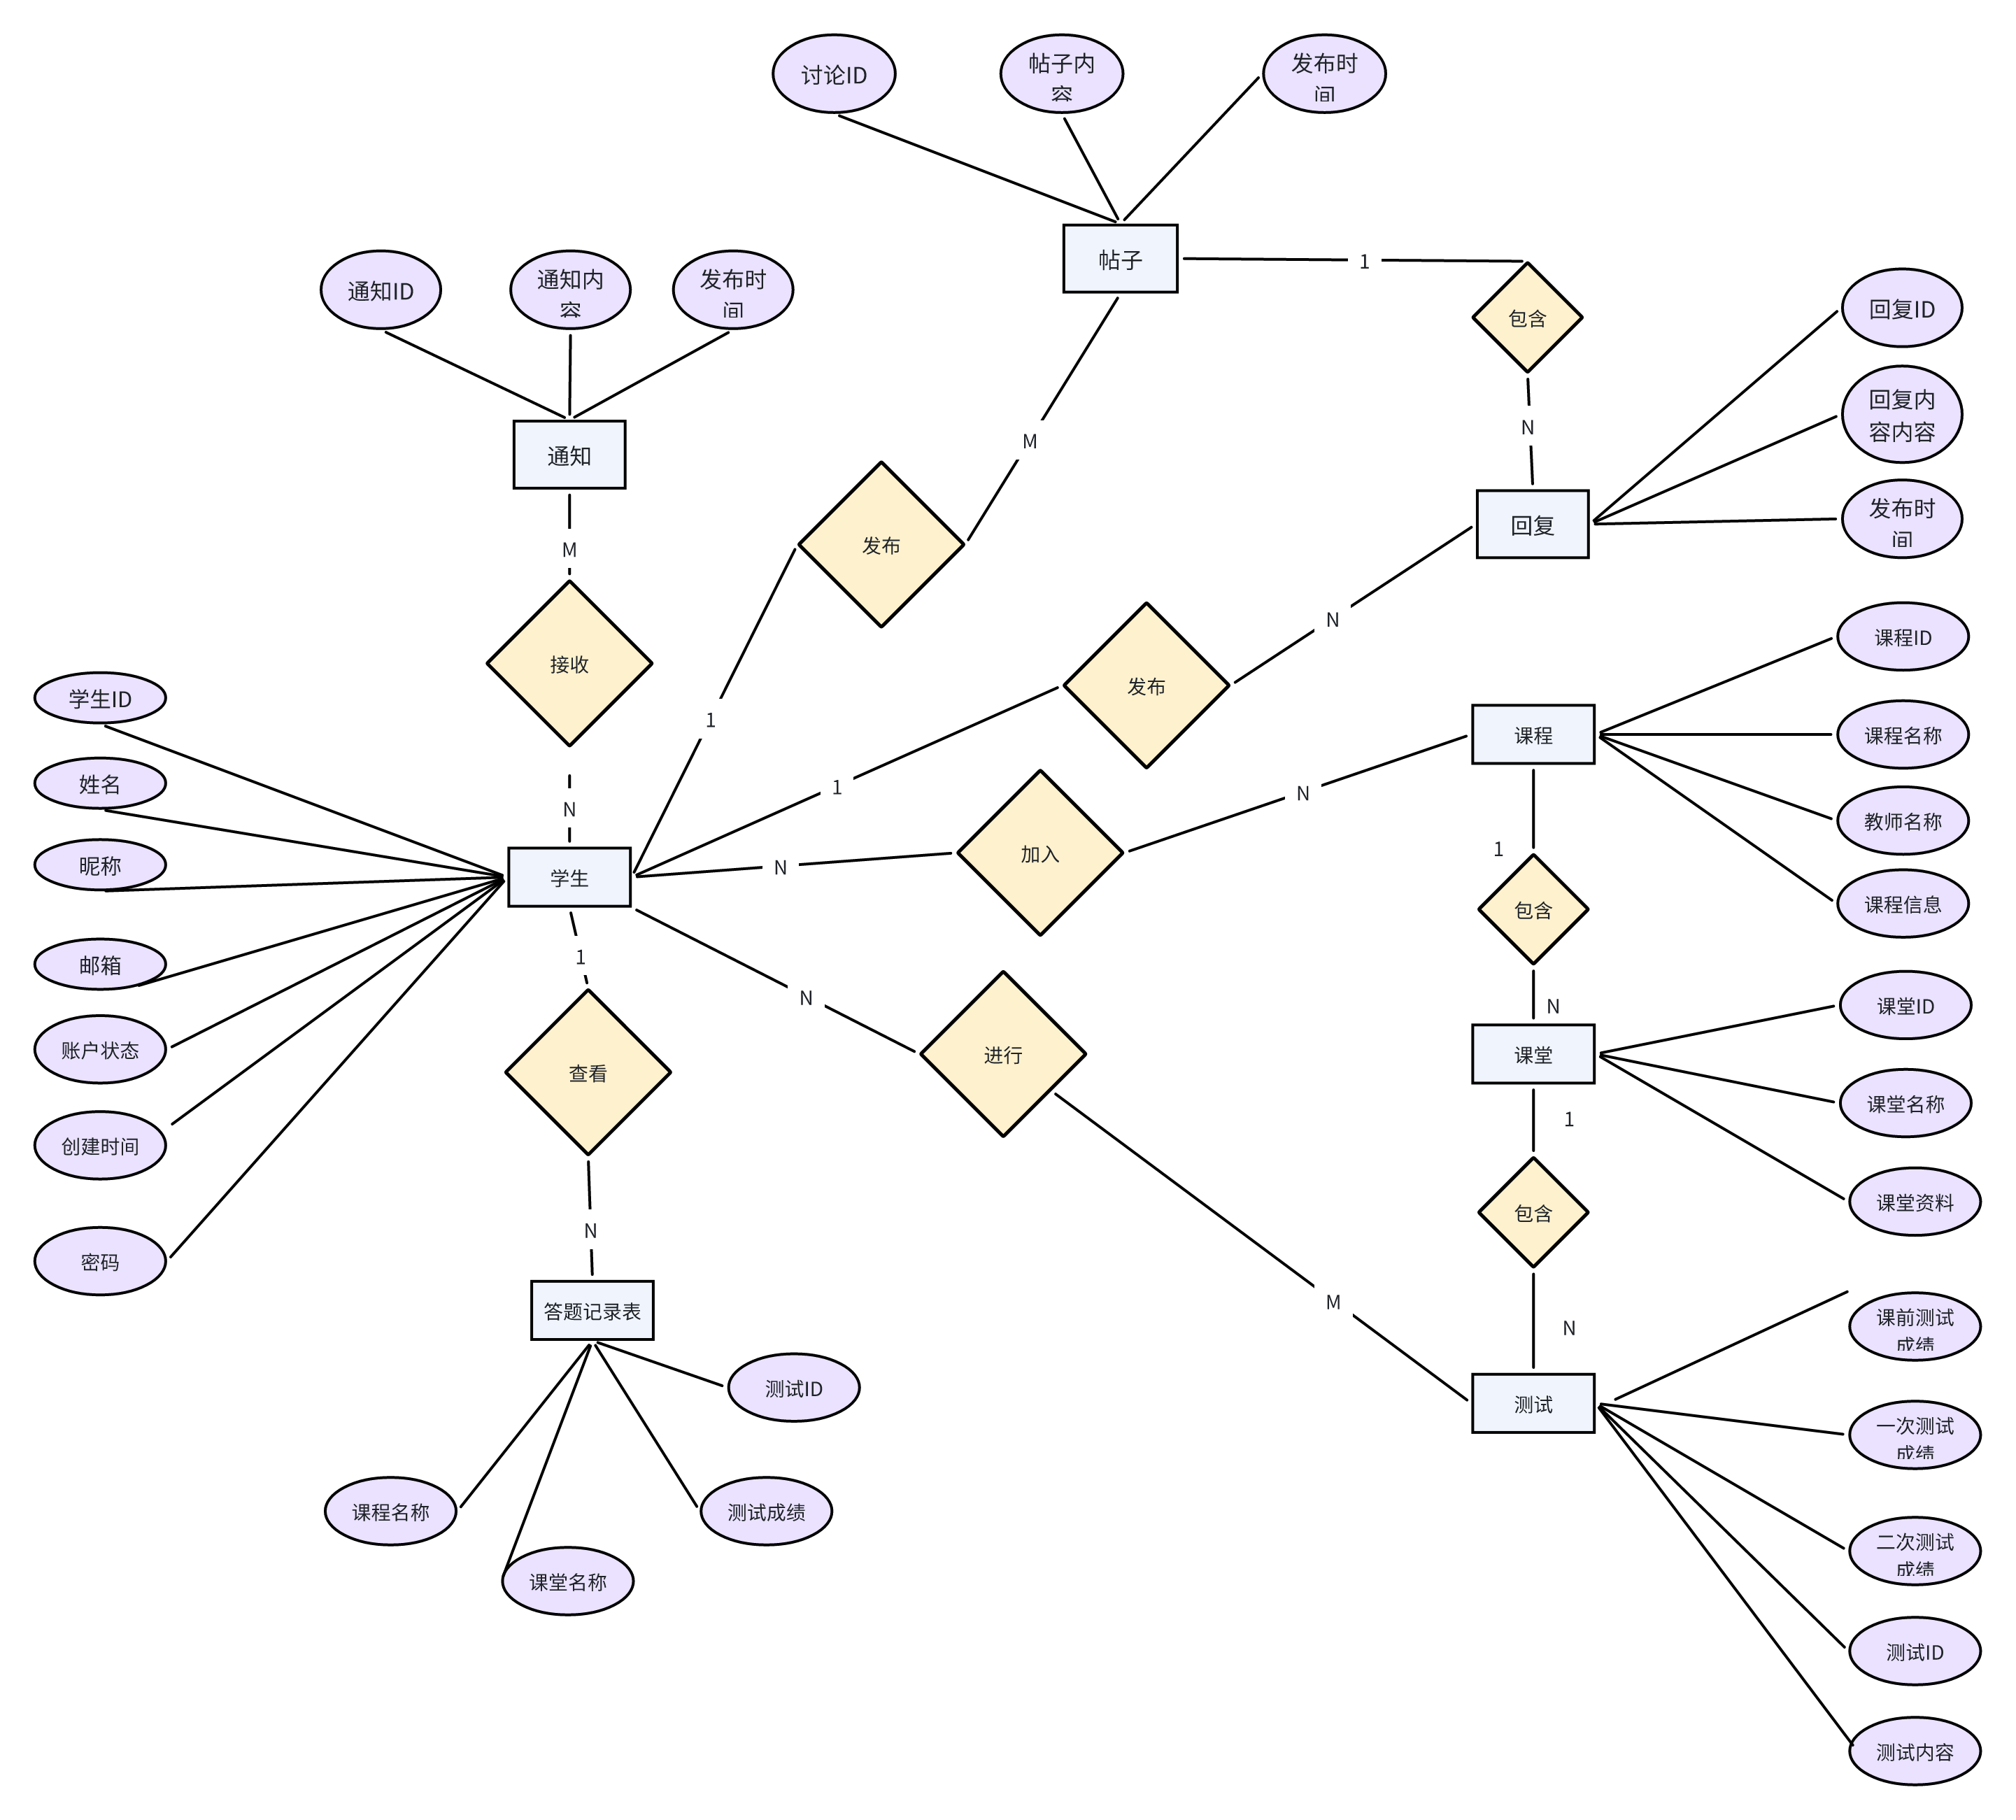 讨论ID
帖子内
容
发布时
间
帖子
1
包含
通知ID
通知内
容
发布时
间
回复ID
回复内
容内容
N
M
通知
发布时
间
回复
M
发布
接收
N
发布
课程ID
学生ID
1
课程
课程名称
姓名
1
N
N
教师名称
昵称
学生
N
加入
1
包含
课程信息
邮箱
1
N
N
课堂ID
账户状态
查看
进行
课堂
课堂名称
创建时间
1
密码
N
包含
课堂资料
答题记录表
M
N
课前测试
成绩
测试ID
测试
一次测试
成绩
课程名称
测试成绩
课堂名称
二次测试
成绩
测试ID
测试内容